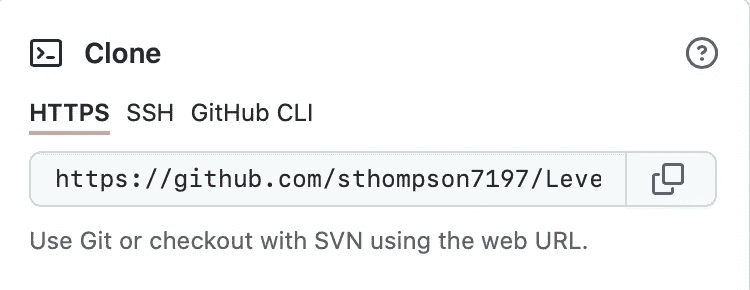 Clone
HTTPS SSH GitHub CLI
https://github.com/sthompson7197/Leve
Use Git or checkout with SVN using the web URL.